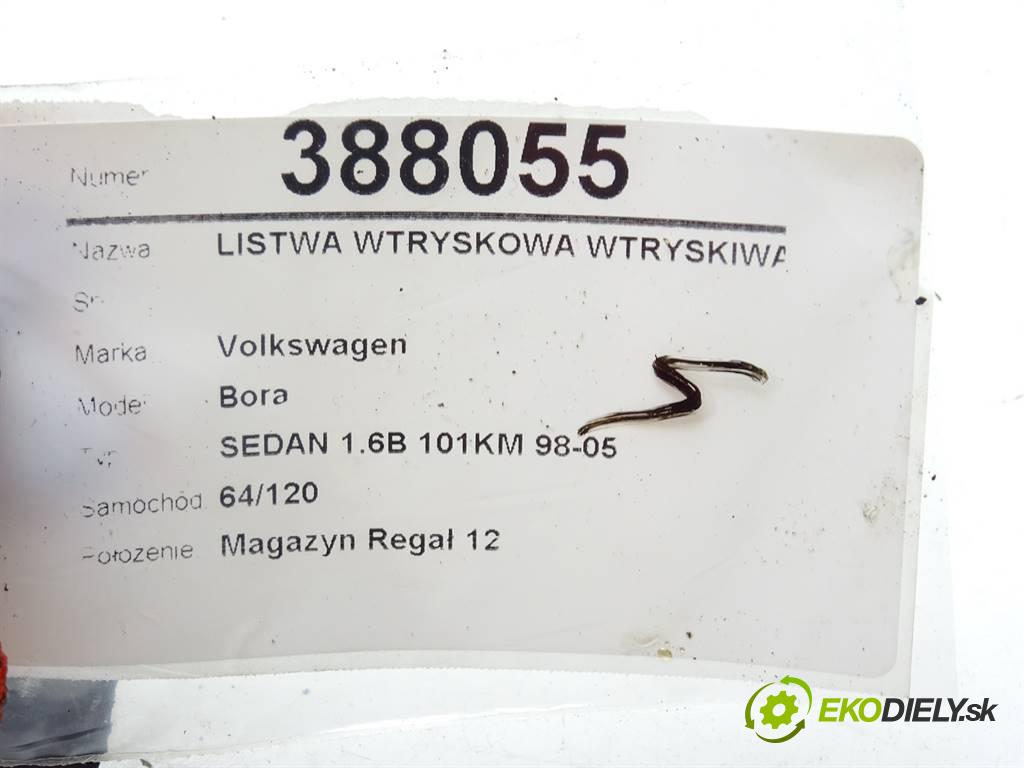 Numer 388055
Nazwa LISTWA WTRYSKOWA WTRYSKIWA
Marka Volkswagen
Model Bora
SEDAN 1.6B 101KM 98-05
Samochód 64/120
Położenie Magazyn Regał 12
EKODIELY.sk